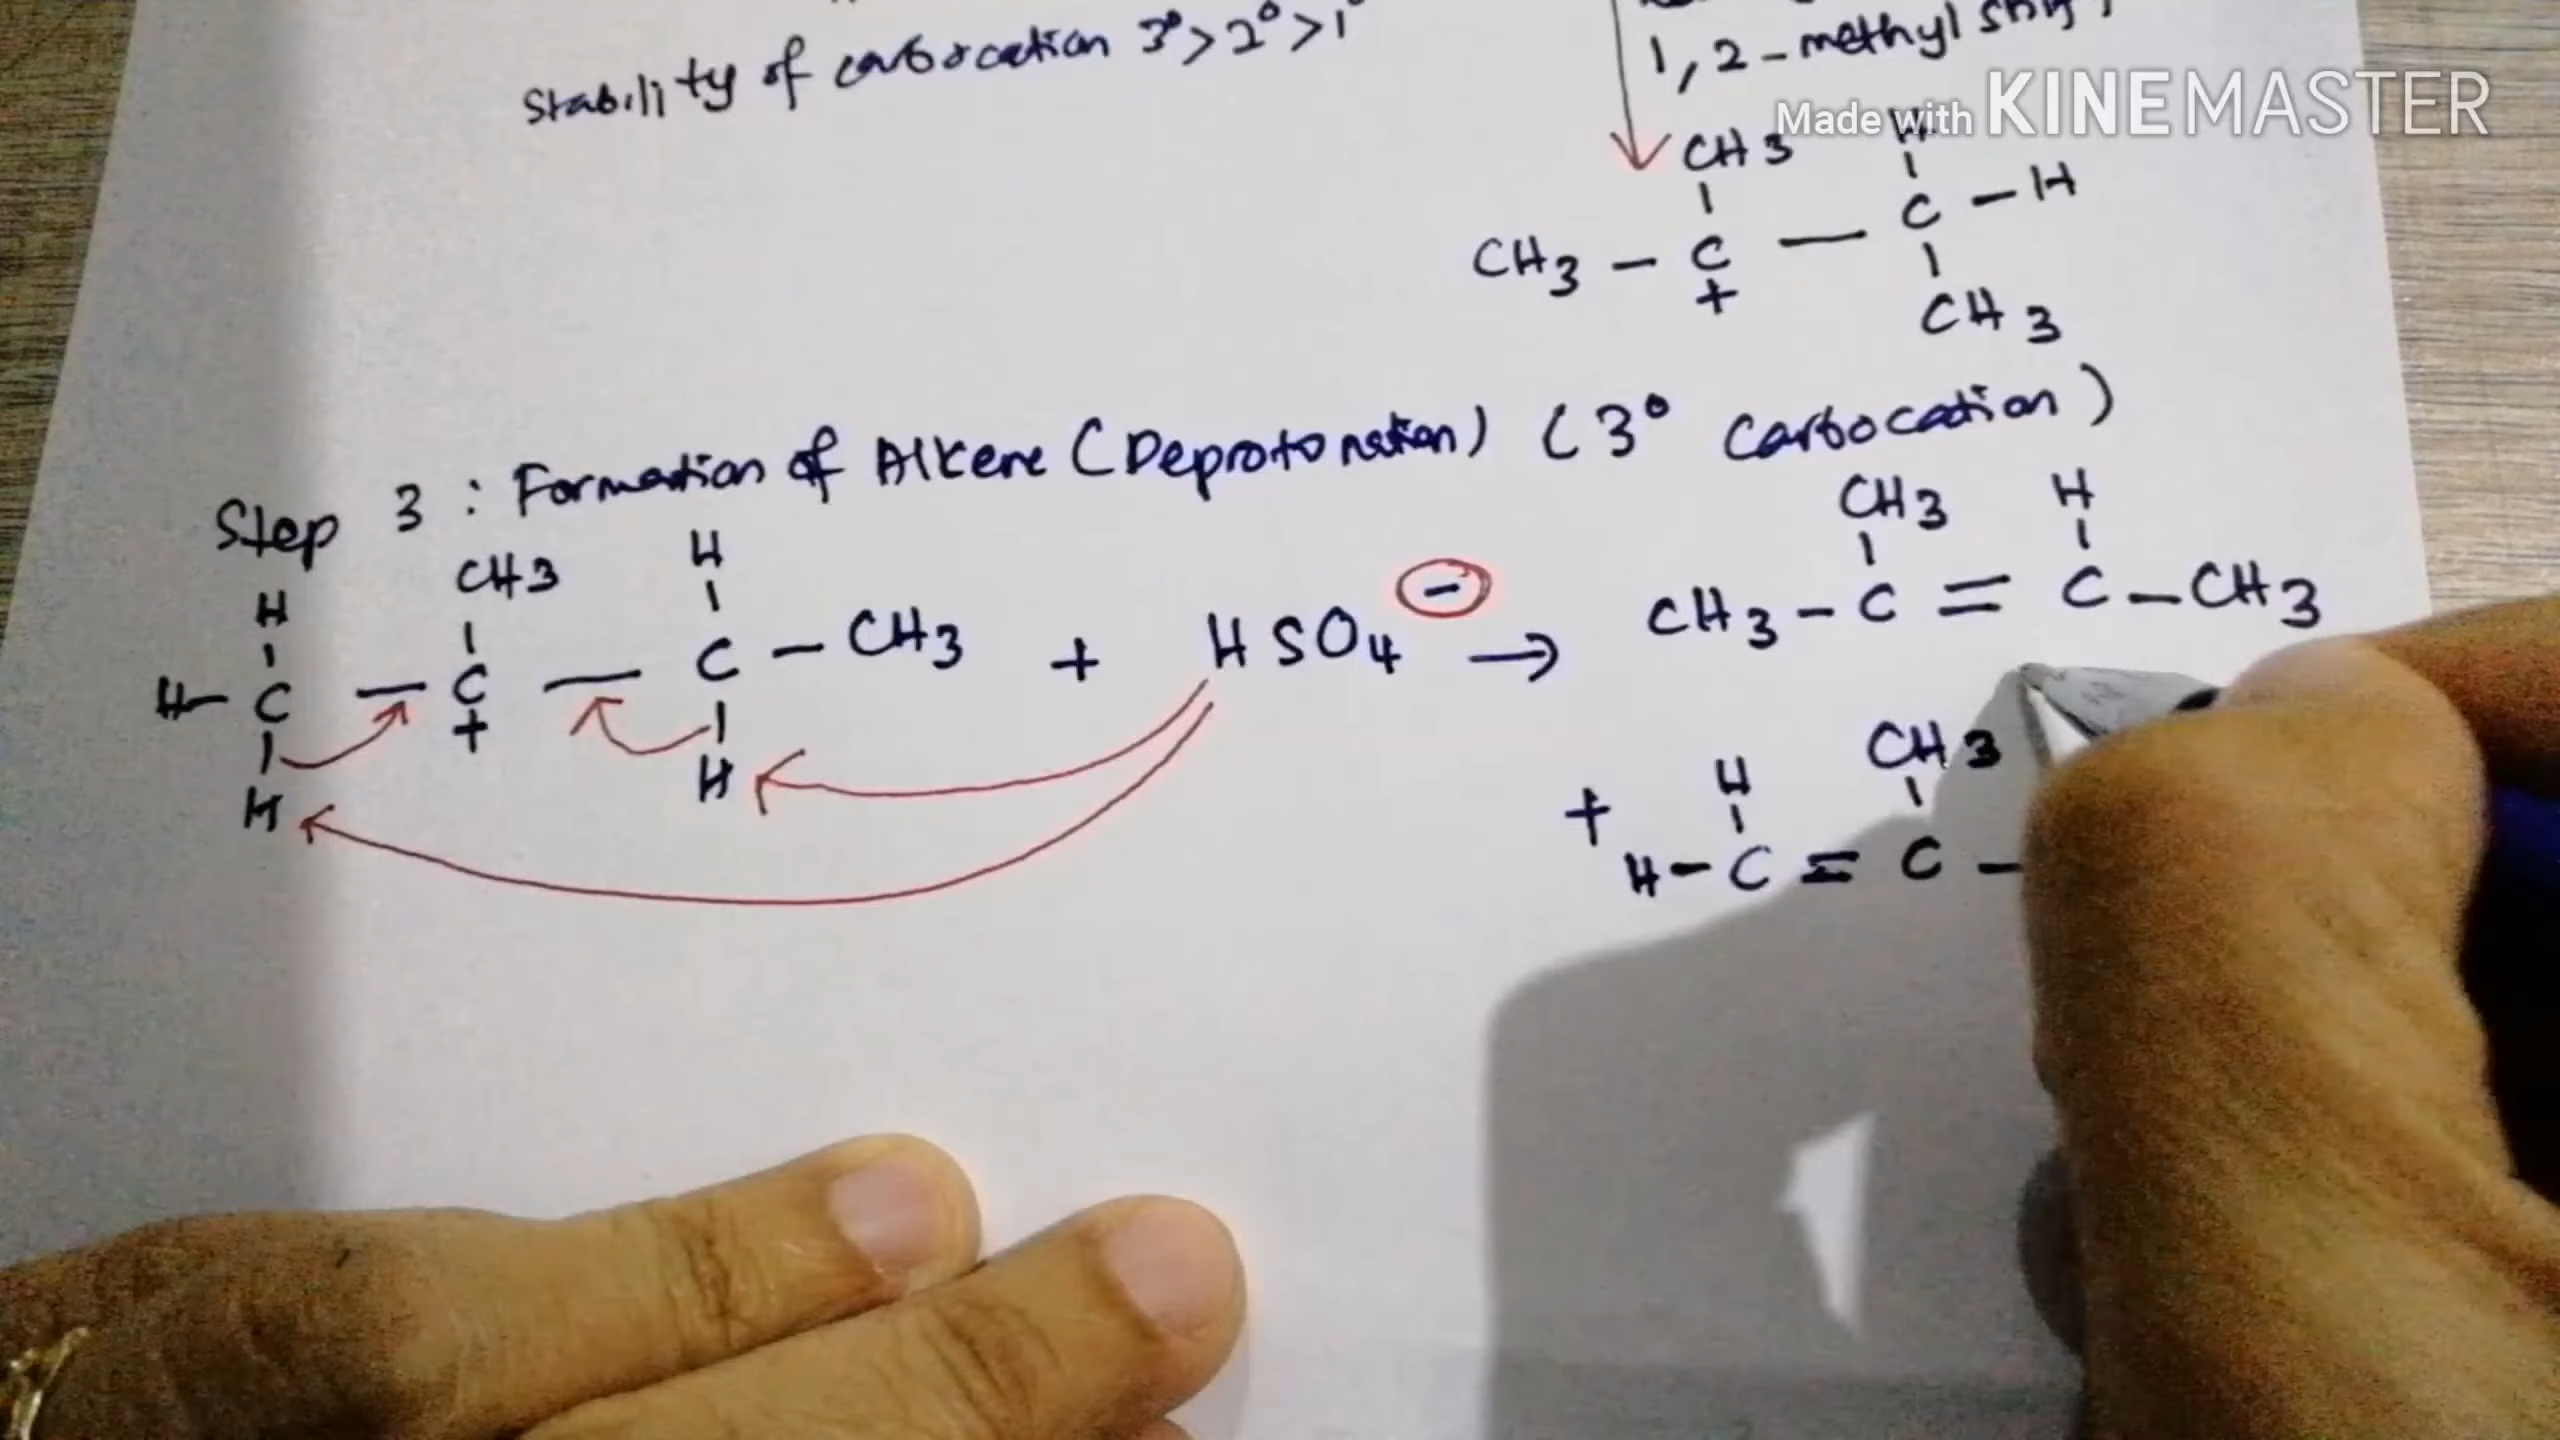 Stability of carbocation 3° > 2° > 1°
1,2-methyl shift
Made with KINEMASTER
CH3 H
CH3 - C — C - H
+
CH3
Step 3 : Formation of Alkene (Deprotonation) (3° Carbocation)
H CH3 H
H- C — C — C - CH3 + HSO4 - →
+
H H
CH3 H
CH3 - C = C - CH3
+ H CH3
H - C = C -